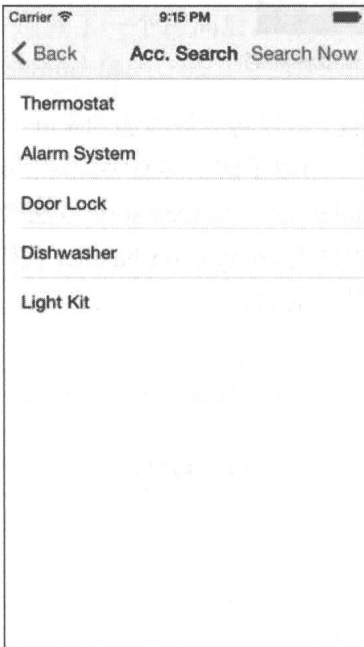 Carrier 9:15 PM
Back Acc. Search Search Now
Thermostat
Alarm System
Door Lock
Dishwasher
Light Kit